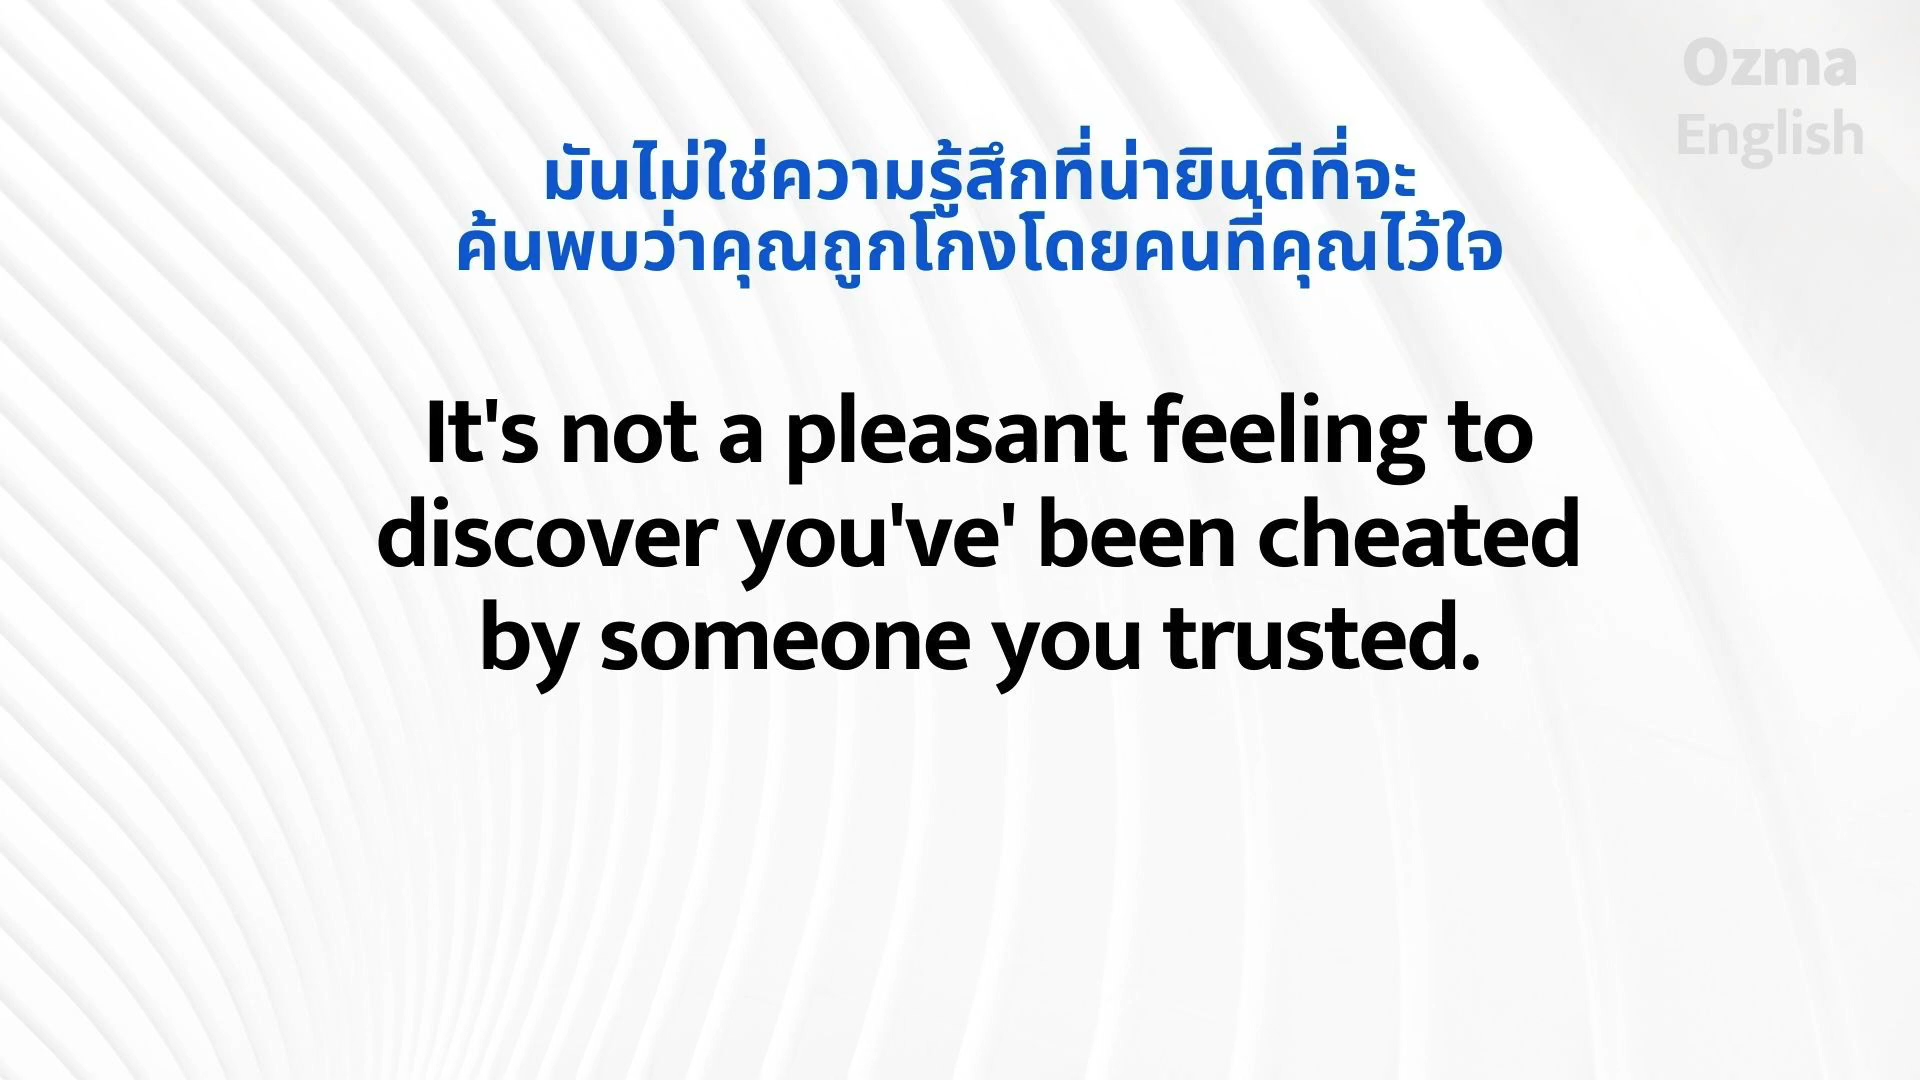 Ozma
English
มันไม่ใช่ความรู้สึกที่น่ายินดีที่จะ
ค้นพบว่าคุณถูกโกงโดยคนที่คุณไว้ใจ
It's not a pleasant feeling to
discover you've' been cheated
by someone you trusted.